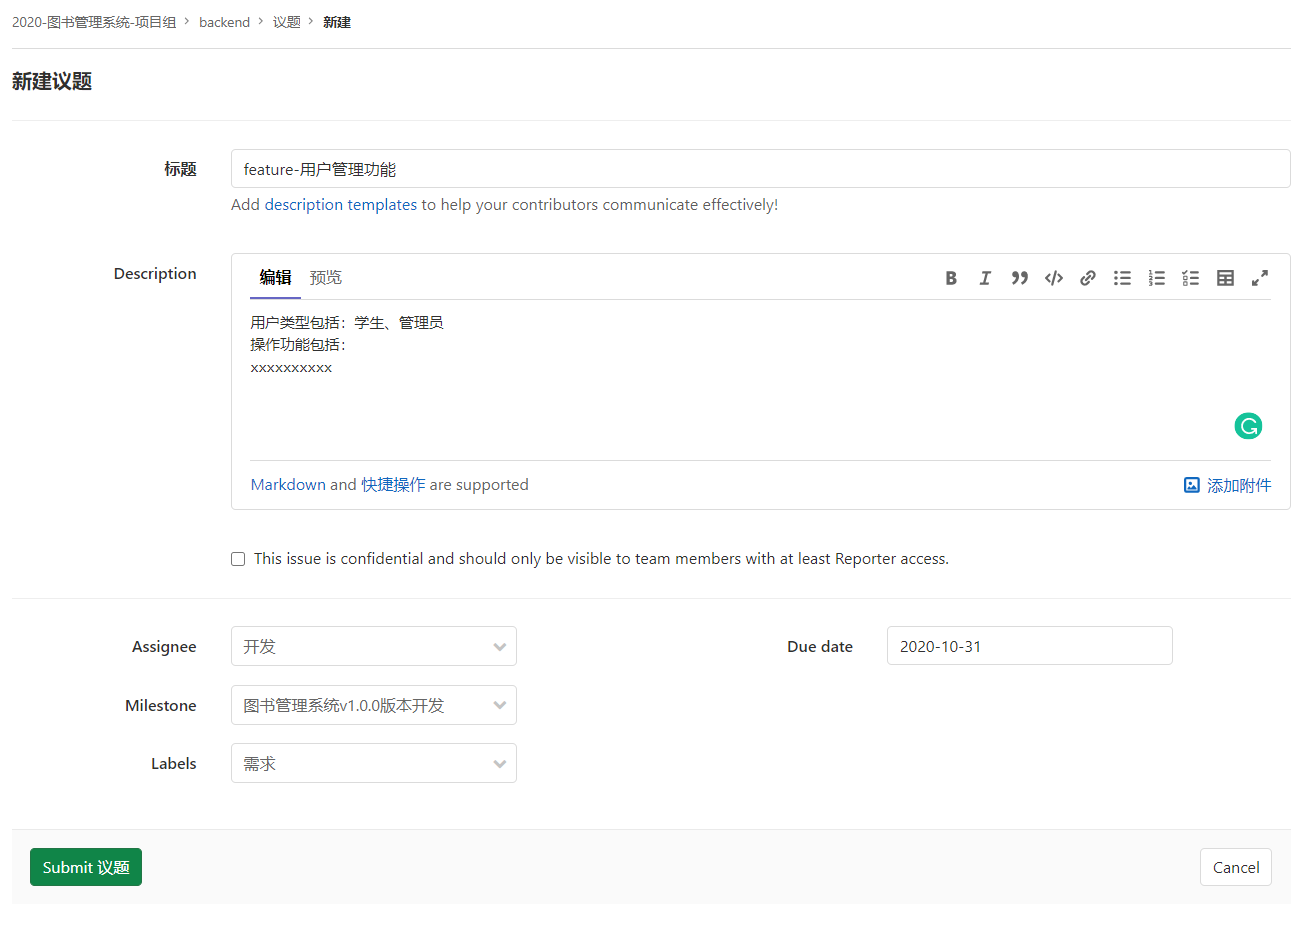 2020-图书管理系统-项目组 > backend > 议题 > 新建
新建议题
标题
feature-用户管理功能
Add description templates to help your contributors communicate effectively!
Description
编辑 预览
用户类型包括：学生、管理员
操作功能包括：
xxxxxxxxxx
Markdown and 快捷操作 are supported
添加附件
This issue is confidential and should only be visible to team members with at least Reporter access.
Assignee
开发
Due date
2020-10-31
Milestone
图书管理系统v1.0.0版本开发
Labels
需求
Submit 议题
Cancel